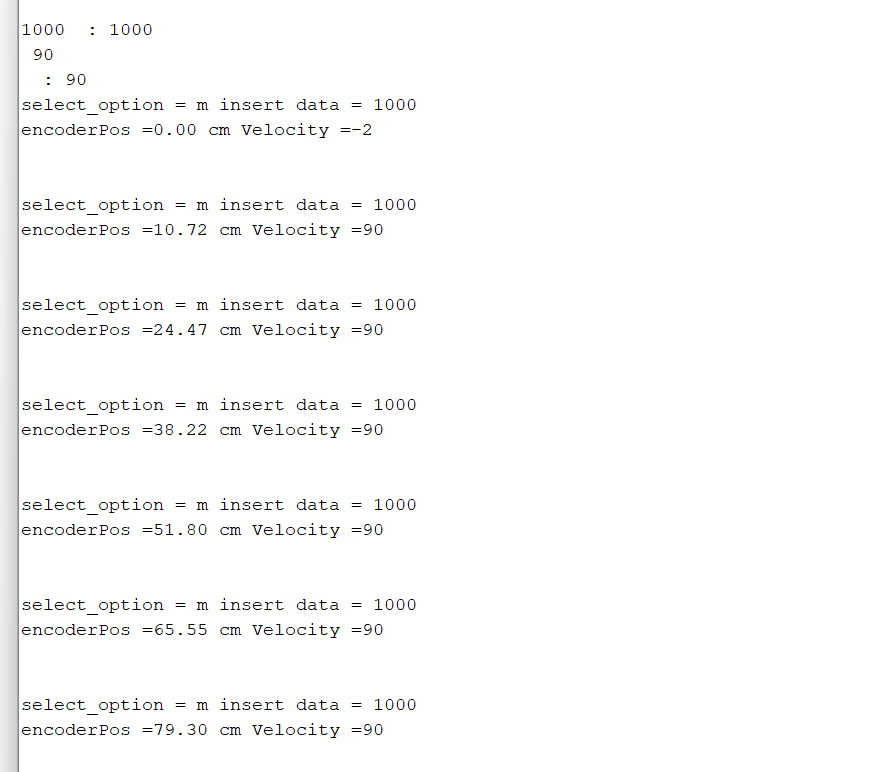 1000  : 1000
90
: 90
select_option = m insert data = 1000
encoderPos =0.00 cm Velocity =-2
select_option = m insert data = 1000
encoderPos =10.72 cm Velocity =90
select_option = m insert data = 1000
encoderPos =24.47 cm Velocity =90
select_option = m insert data = 1000
encoderPos =38.22 cm Velocity =90
select_option = m insert data = 1000
encoderPos =51.80 cm Velocity =90
select_option = m insert data = 1000
encoderPos =65.55 cm Velocity =90
select_option = m insert data = 1000
encoderPos =79.30 cm Velocity =90